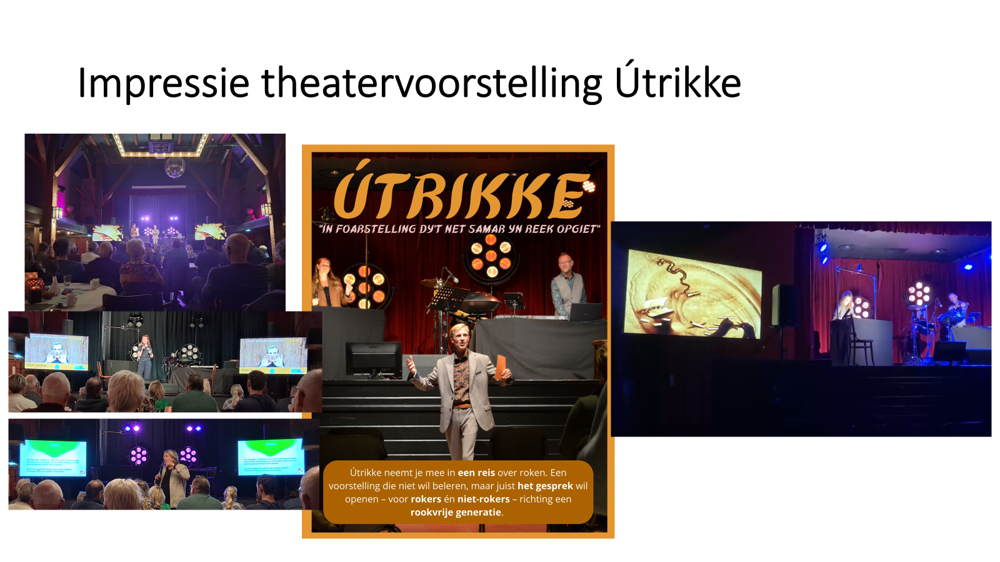 Impressie theatervoorstelling Útrikke
ÚTRIKKE
"IN FOARSTELLING DY'T NET SAMAR YN REEK OPGIET"
Útrikke neemt je mee in een reis over roken. Een
voorstelling die niet wil beleren, maar juist het gesprek wil
openen – voor rokers én niet-rokers – richting een
rookvrije generatie.